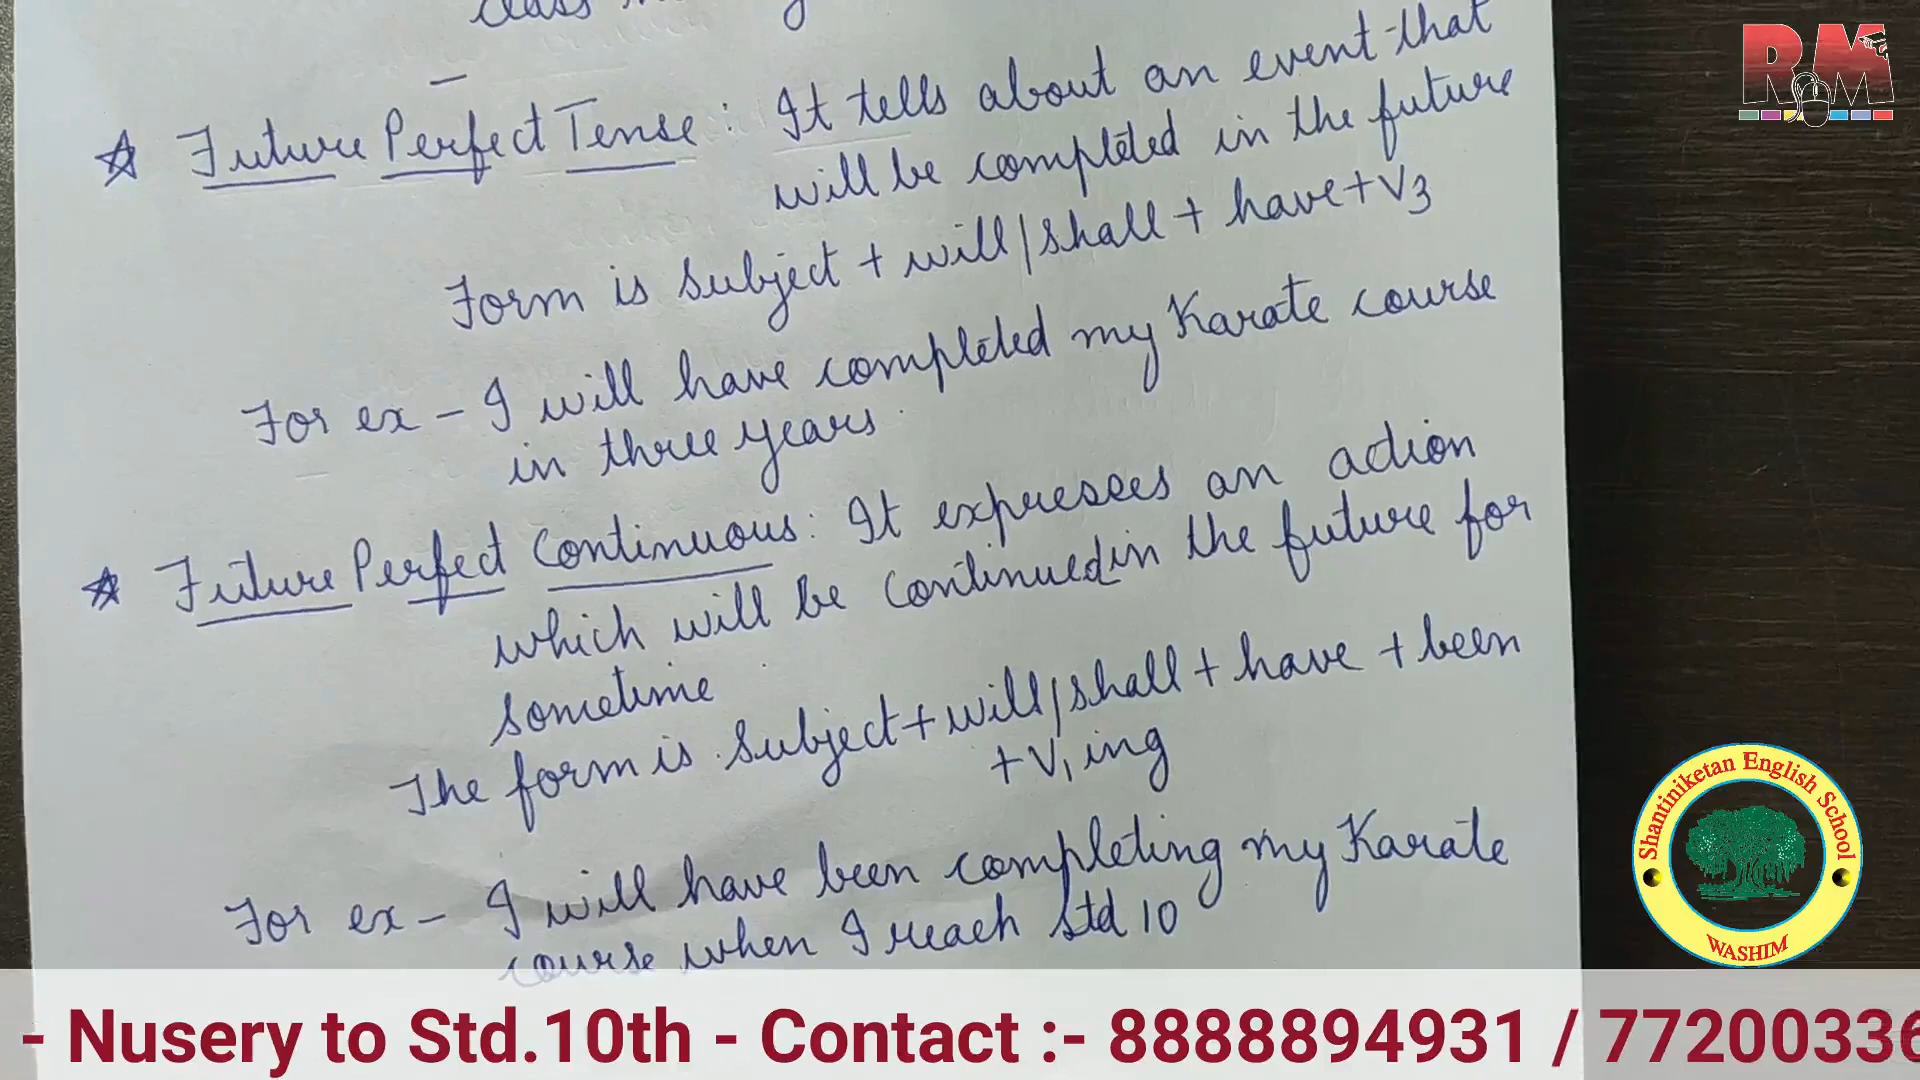 class
☆ Future Perfect Tense : It tells about an event that
will be completed in the future
Form is subject + will/shall + have + V3
For ex - I will have completed my Karate course
in three years.
☆ Future Perfect Continuous : It expresses an action
which will be continued in the future for
sometime
The form is subject + will/shall + have + been
+ V1 ing
For ex - I will have been completing my Karate
course when I reach Std 10
RM
Shantiniketan English School
WASHIM
- Nusery to Std.10th - Contact :- 8888894931 / 7720033